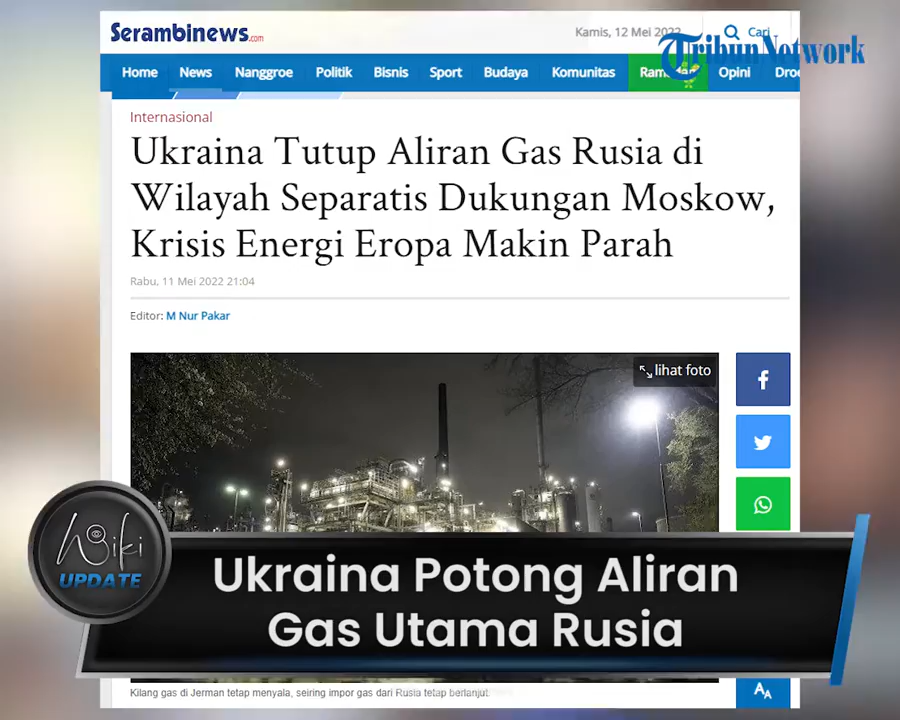 Serambinews.com
Kamis, 12 Mei 2022
Cari
TribunNetwork
Home News Nanggroe Politik Bisnis Sport Budaya Komunitas Ramadan Opini
Internasional
Ukraina Tutup Aliran Gas Rusia di
Wilayah Separatis Dukungan Moskow,
Krisis Energi Eropa Makin Parah
Rabu, 11 Mei 2022 21:04
Editor: M Nur Pakar
lihat foto
Wiki
UPDATE
Ukraina Potong Aliran
Gas Utama Rusia
Kilang gas di Jerman tetap menyala, seiring impor gas dari Rusia tetap berlanjut.
AA